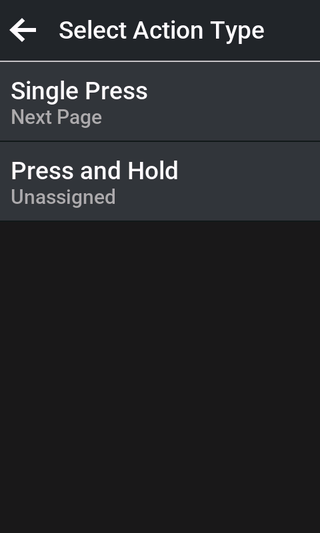 Select Action Type
Single Press
Next Page
Press and Hold
Unassigned